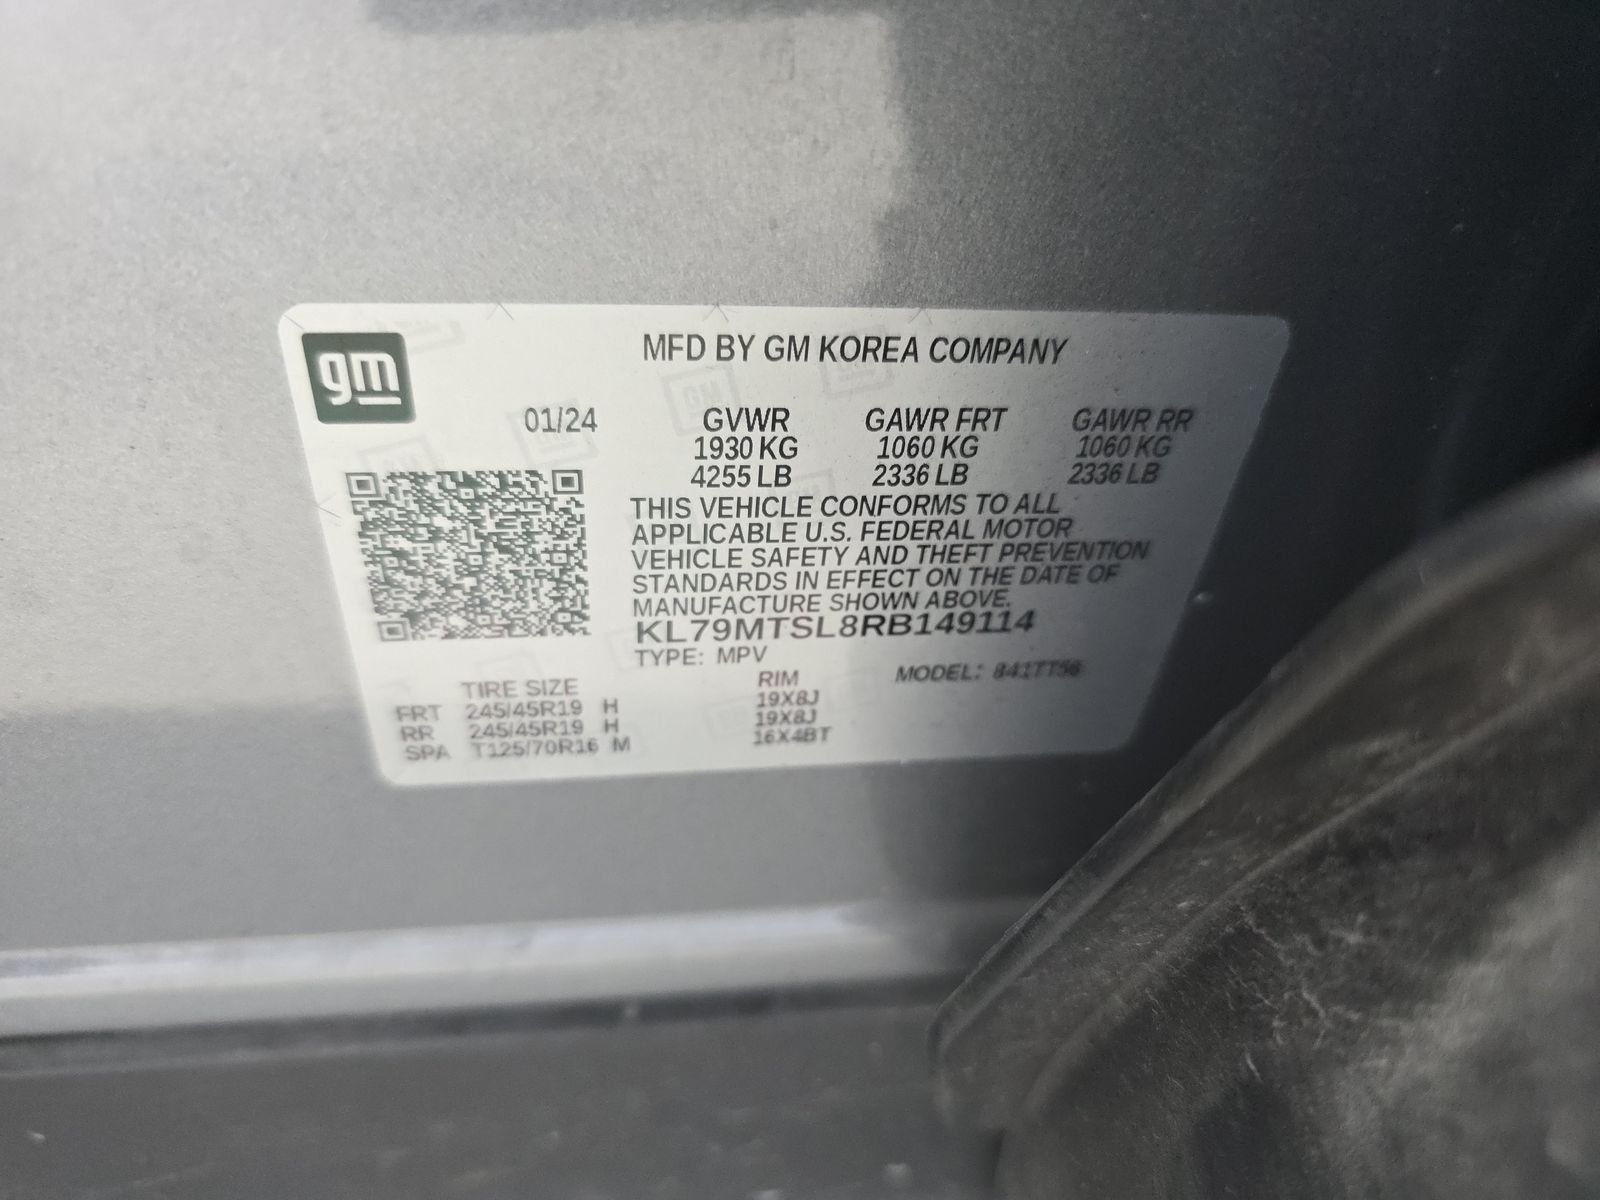 gm
MFD BY GM KOREA COMPANY
01/24 GVWR GAWR FRT GAWR RR
1930 KG 1060 KG 1060 KG
4255 LB 2336 LB 2336 LB
THIS VEHICLE CONFORMS TO ALL
APPLICABLE U.S. FEDERAL MOTOR
VEHICLE SAFETY AND THEFT PREVENTION
STANDARDS IN EFFECT ON THE DATE OF
MANUFACTURE SHOWN ABOVE.
KL79MTSL8RB149114
TYPE: MPV
MODEL:
TIRE SIZE RIM
FRT 245/45R19 H 19X8J
RR 245/45R19 H 19X8J
SPA T125/70R16 M 16X4BT